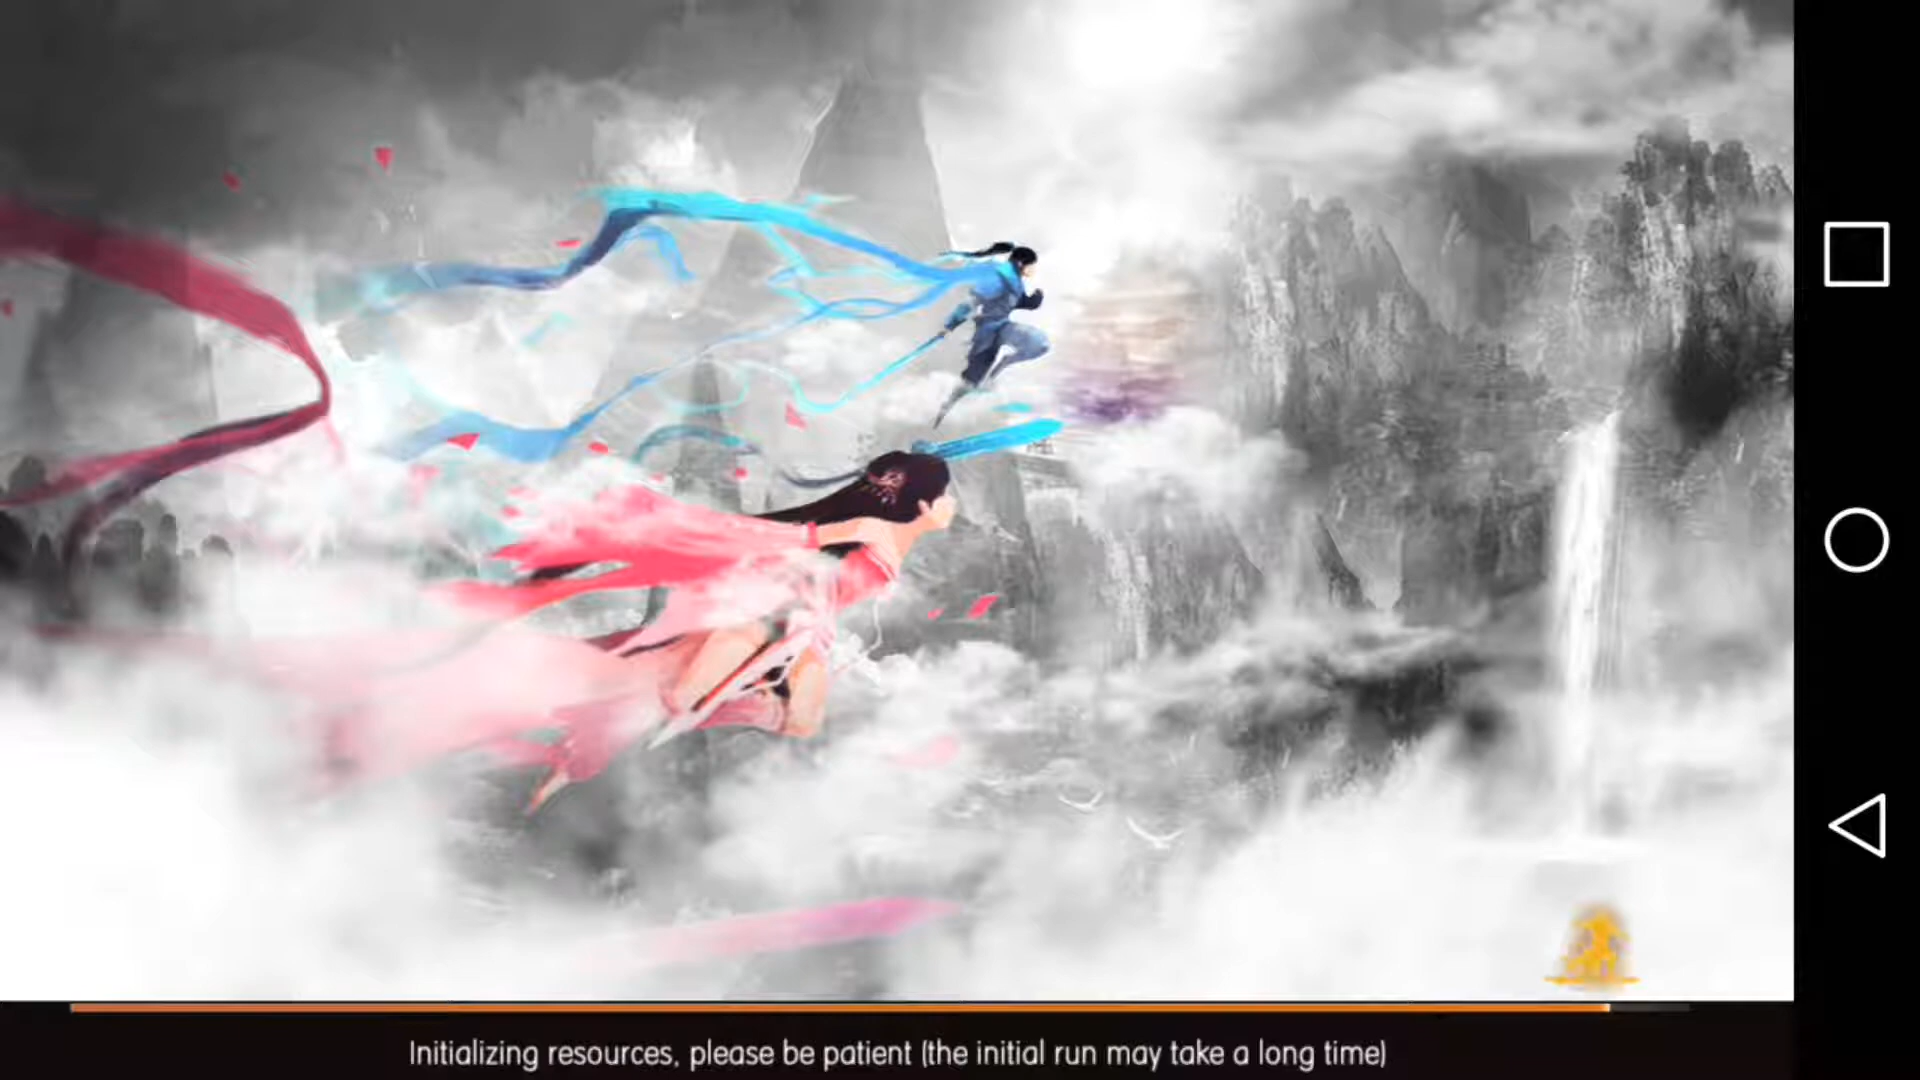 Initializing resources, please be patient (the initial run may take a long time)